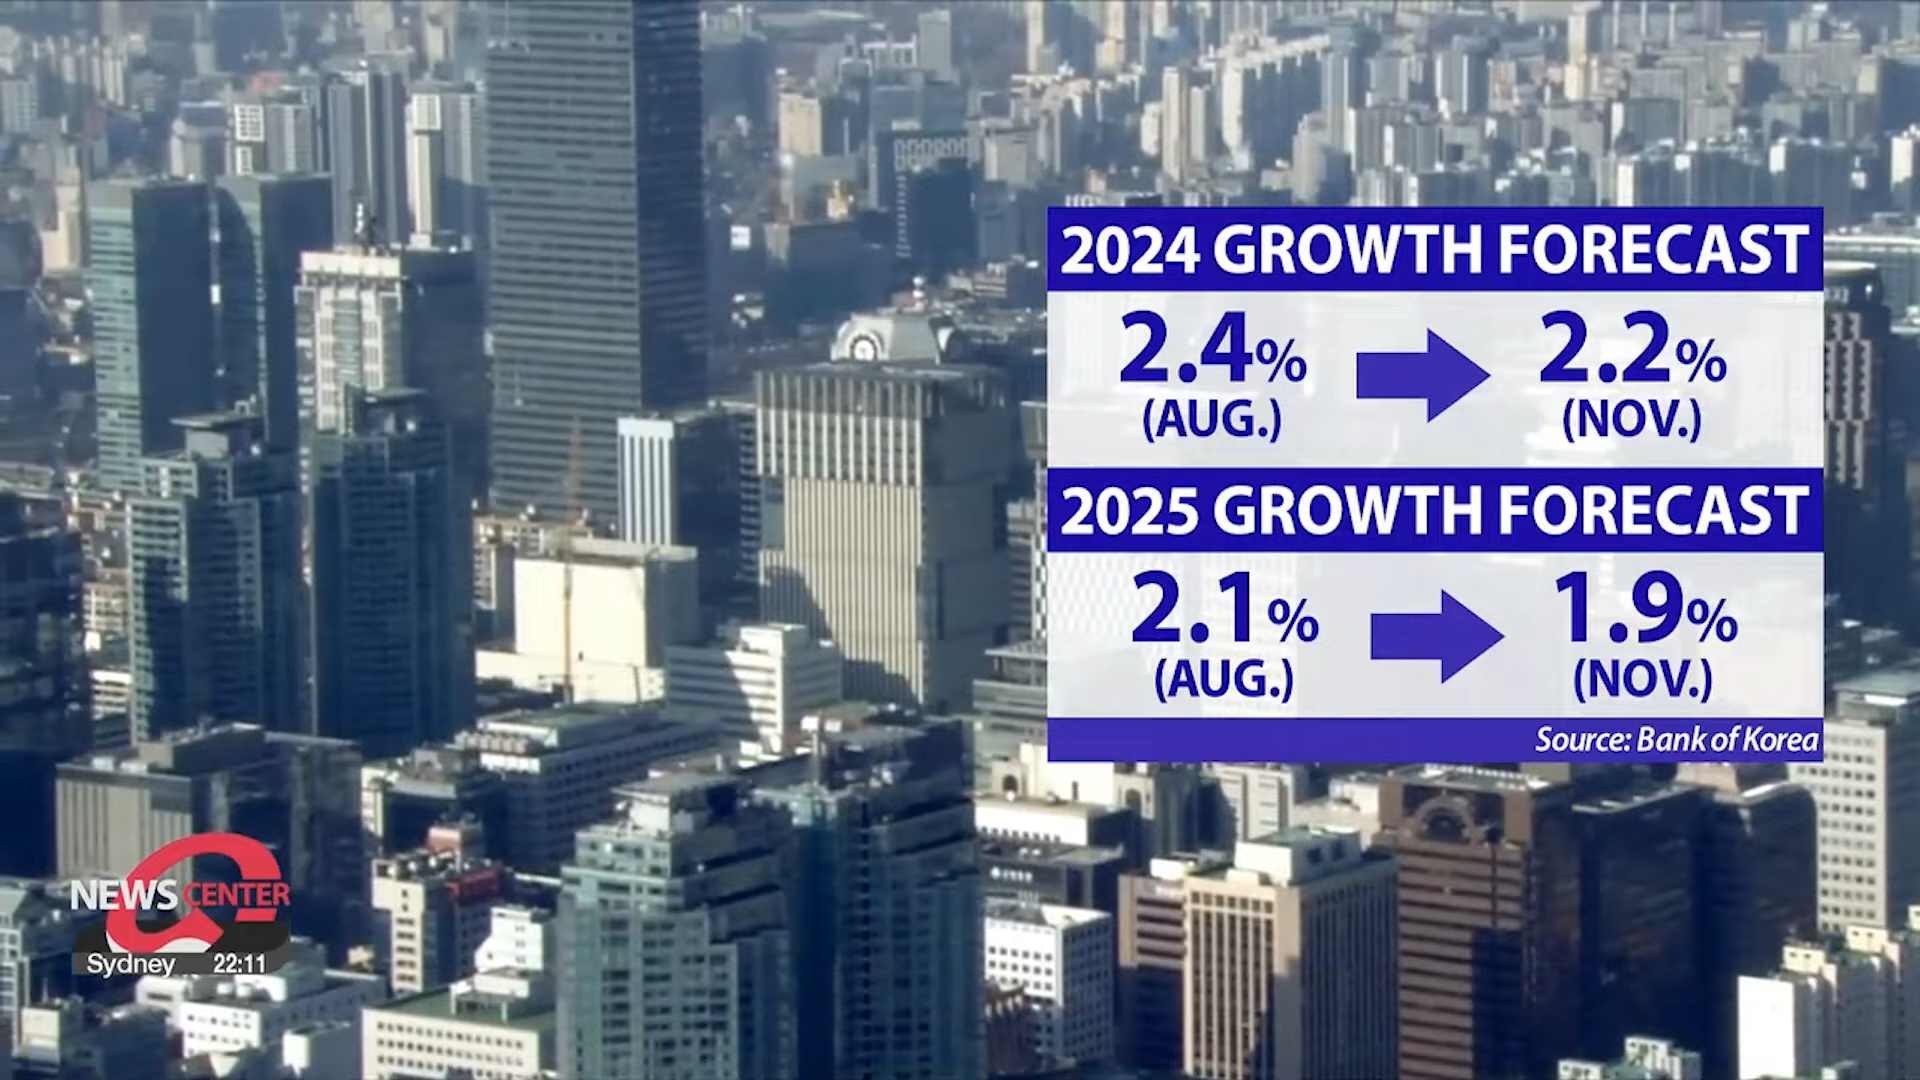 2024 GROWTH FORECAST
2.4% 2.2%
(AUG.) (NOV.)
2025 GROWTH FORECAST
2.1% 1.9%
(AUG.) (NOV.)
Source: Bank of Korea
NEWS CENTER
Sydney 22:11